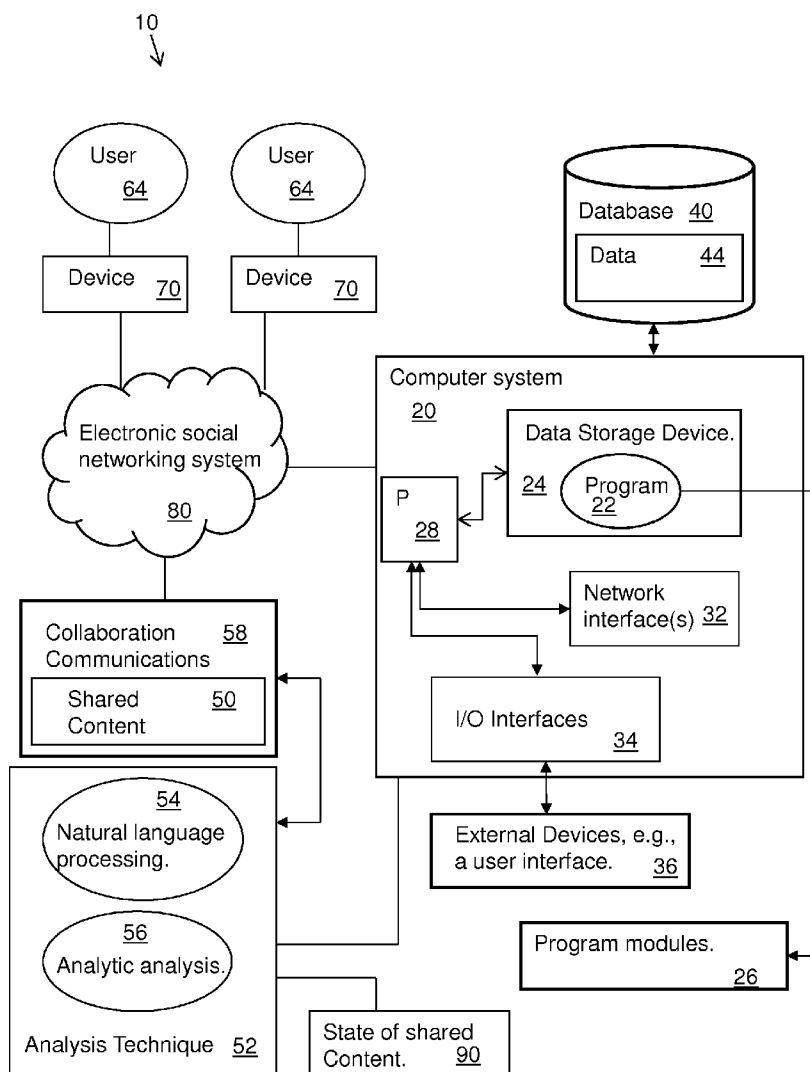 10
User
64
User
64
Device 70
Device 70
Database 40
Data 44
Electronic social
networking system
80
Computer system
20
Data Storage Device.
24
Program
22
P
28
Network
interface(s) 32
I/O Interfaces
34
Collaboration 58
Communications
Shared 50
Content
54
Natural language
processing.
56
Analytic analysis.
Analysis Technique 52
External Devices, e.g.,
a user interface. 36
Program modules.
26
State of shared
Content. 90